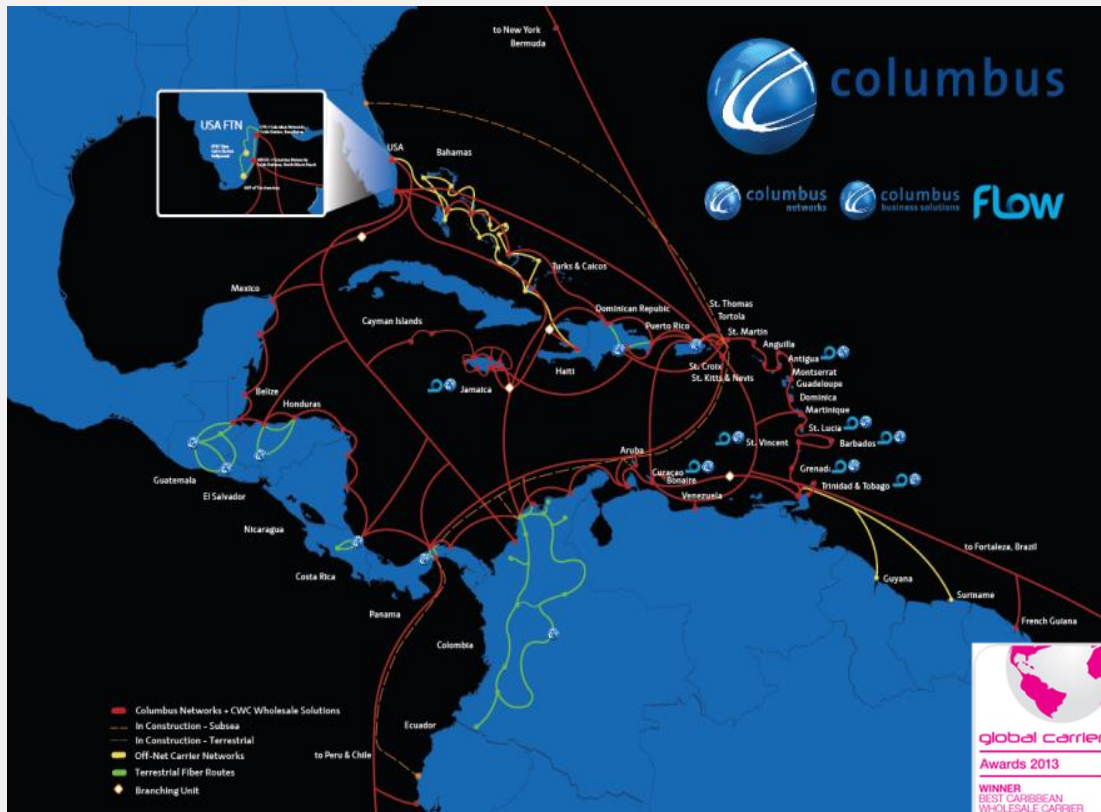 to New York
Bermuda
columbus
USA FTN
USA
Bahamas
columbus
networks
columbus
business solutions
FLOW
Turks & Caicos
Mexico
Cayman Islands
Dominican Repubic
Puerto Rico
St. Thomas
Tortola
St. Martin
Anguilla
Antigua
Haiti
St. Croix
St. Kitts & Nevis
Montserrat
Guadeloupe
Dominica
Martinique
Jamaica
Belize
Honduras
St. Lucia
St. Vincent
Barbados
Aruba
Curaçao
Bonaire
Grenada
Venezuela
Trinidad & Tobago
Guatemala
El Salvador
Nicaragua
Costa Rica
Panama
Colombia
to Fortaleza, Brazil
Guyana
Suriname
French Guiana
Ecuador
to Peru & Chile
Columbus Networks + CWC Wholesale Solutions
In Construction - Subsea
In Construction - Terrestrial
Off-Net Carrier Networks
Terrestrial Fiber Routes
Branching Unit
global carrier
Awards 2013
WINNER
BEST CARIBBEAN
WHOLESALE CARRIER